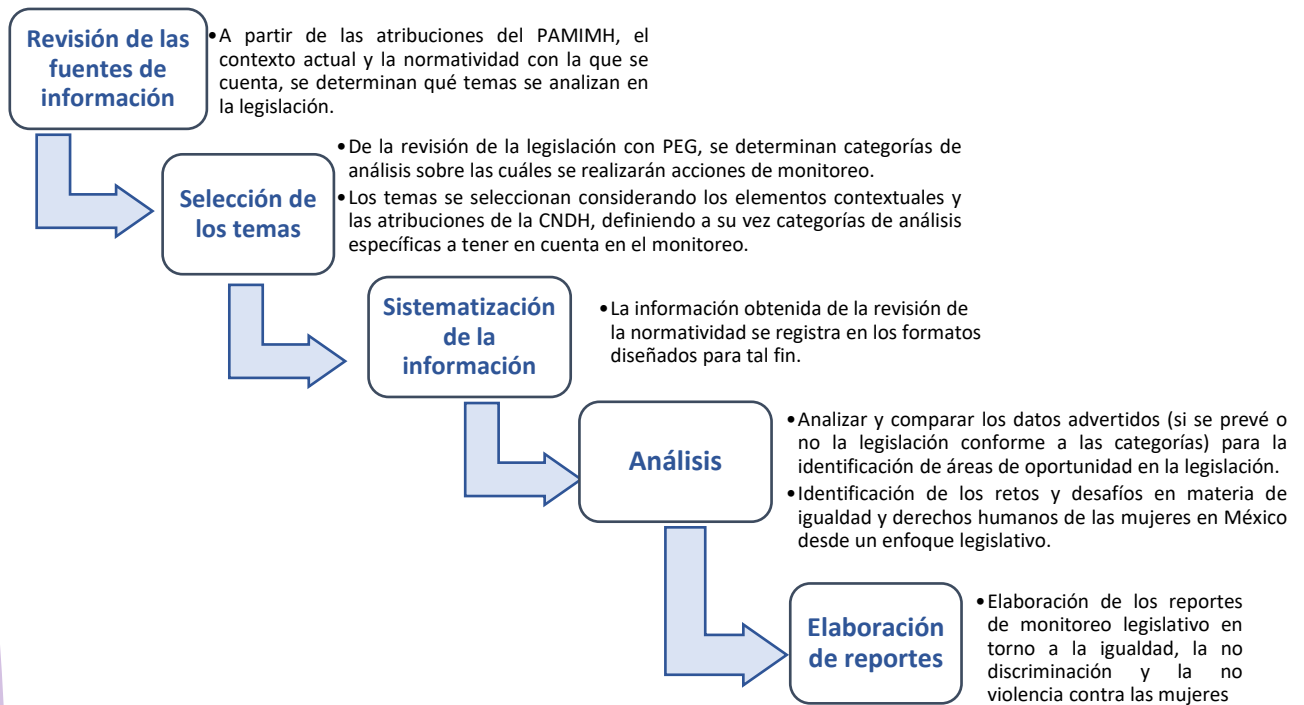 Revisión de las
fuentes de
información
•A partir de las atribuciones del PAMIMH, el
contexto actual y la normatividad con la que se
cuenta, se determinan qué temas se analizan en
la legislación.
Selección de
los temas
•De la revisión de la legislación con PEG, se determinan categorías de
análisis sobre las cuáles se realizarán acciones de monitoreo.
•Los temas se seleccionan considerando los elementos contextuales y
las atribuciones de la CNDH, definiendo a su vez categorías de análisis
específicas a tener en cuenta en el monitoreo.
Sistematización
de la
información
•La información obtenida de la revisión de
la normatividad se registra en los formatos
diseñados para tal fin.
Análisis
•Analizar y comparar los datos advertidos (si se prevé o
no la legislación conforme a las categorías) para la
identificación de áreas de oportunidad en la legislación.
•Identificación de los retos y desafíos en materia de
igualdad y derechos humanos de las mujeres en México
desde un enfoque legislativo.
Elaboración
de reportes
•Elaboración de los reportes
de monitoreo legislativo en
torno a la igualdad, la no
discriminación y la no
violencia contra las mujeres